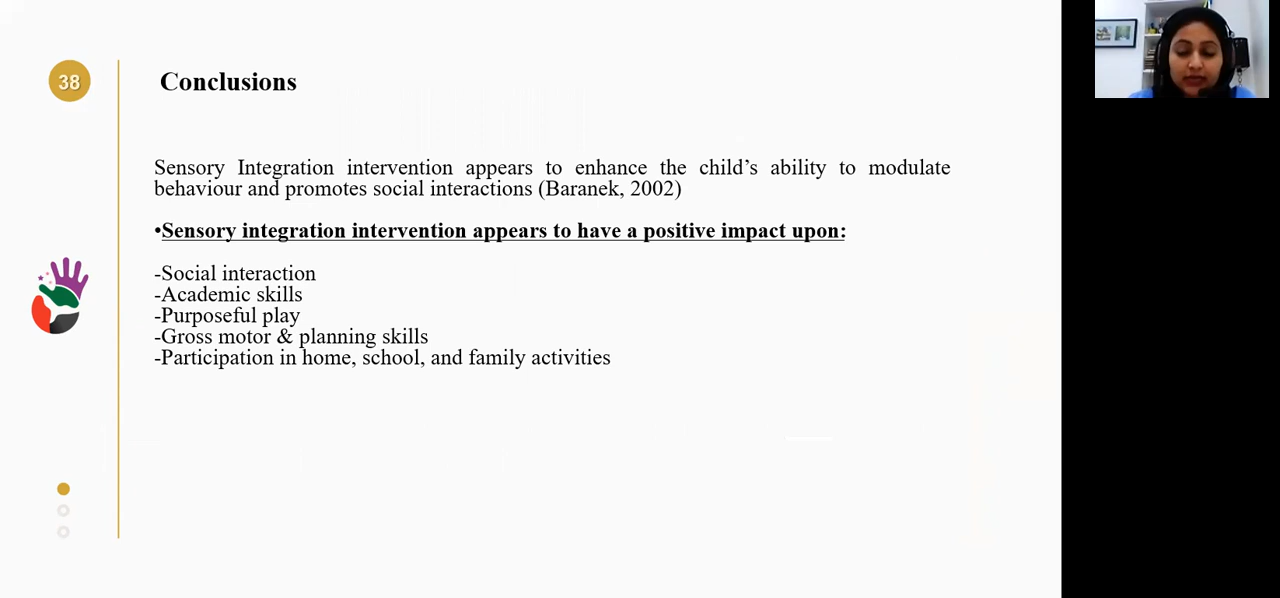 38
Conclusions
Sensory Integration intervention appears to enhance the child’s ability to modulate
behaviour and promotes social interactions (Baranek, 2002)
•Sensory integration intervention appears to have a positive impact upon:
-Social interaction
-Academic skills
-Purposeful play
-Gross motor & planning skills
-Participation in home, school, and family activities